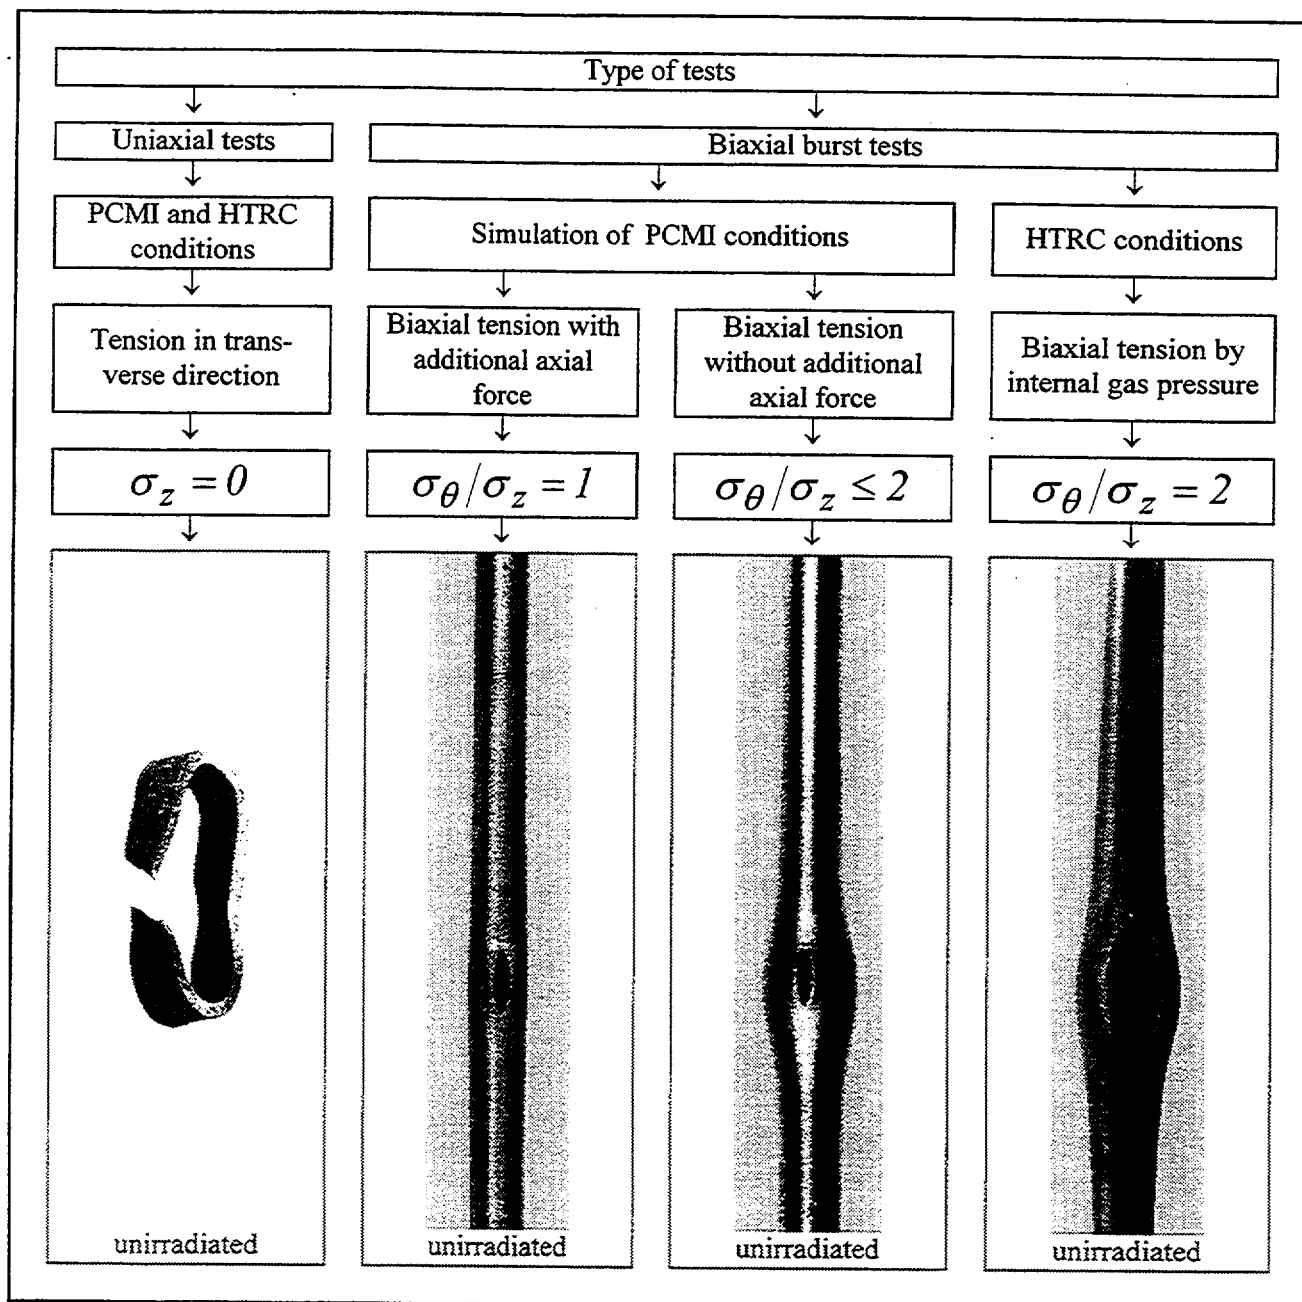 Type of tests
Uniaxial tests
Biaxial burst tests
PCMI and HTRC
conditions
Simulation of PCMI conditions
HTRC conditions
Tension in trans-
verse direction
Biaxial tension with
additional axial
force
Biaxial tension
without additional
axial force
Biaxial tension by
internal gas pressure
σz = 0
σθ/σz = 1
σθ/σz ≤ 2
σθ/σz = 2
unirradiated
unirradiated
unirradiated
unirradiated